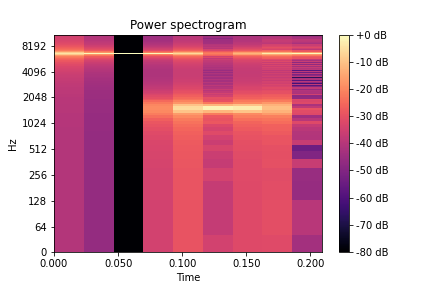 Power spectrogram
8192
4096
2048
1024
512
256
128
64
0
Hz
0.000 0.050 0.100 0.150 0.200
Time
+0 dB
-10 dB
-20 dB
-30 dB
-40 dB
-50 dB
-60 dB
-70 dB
-80 dB